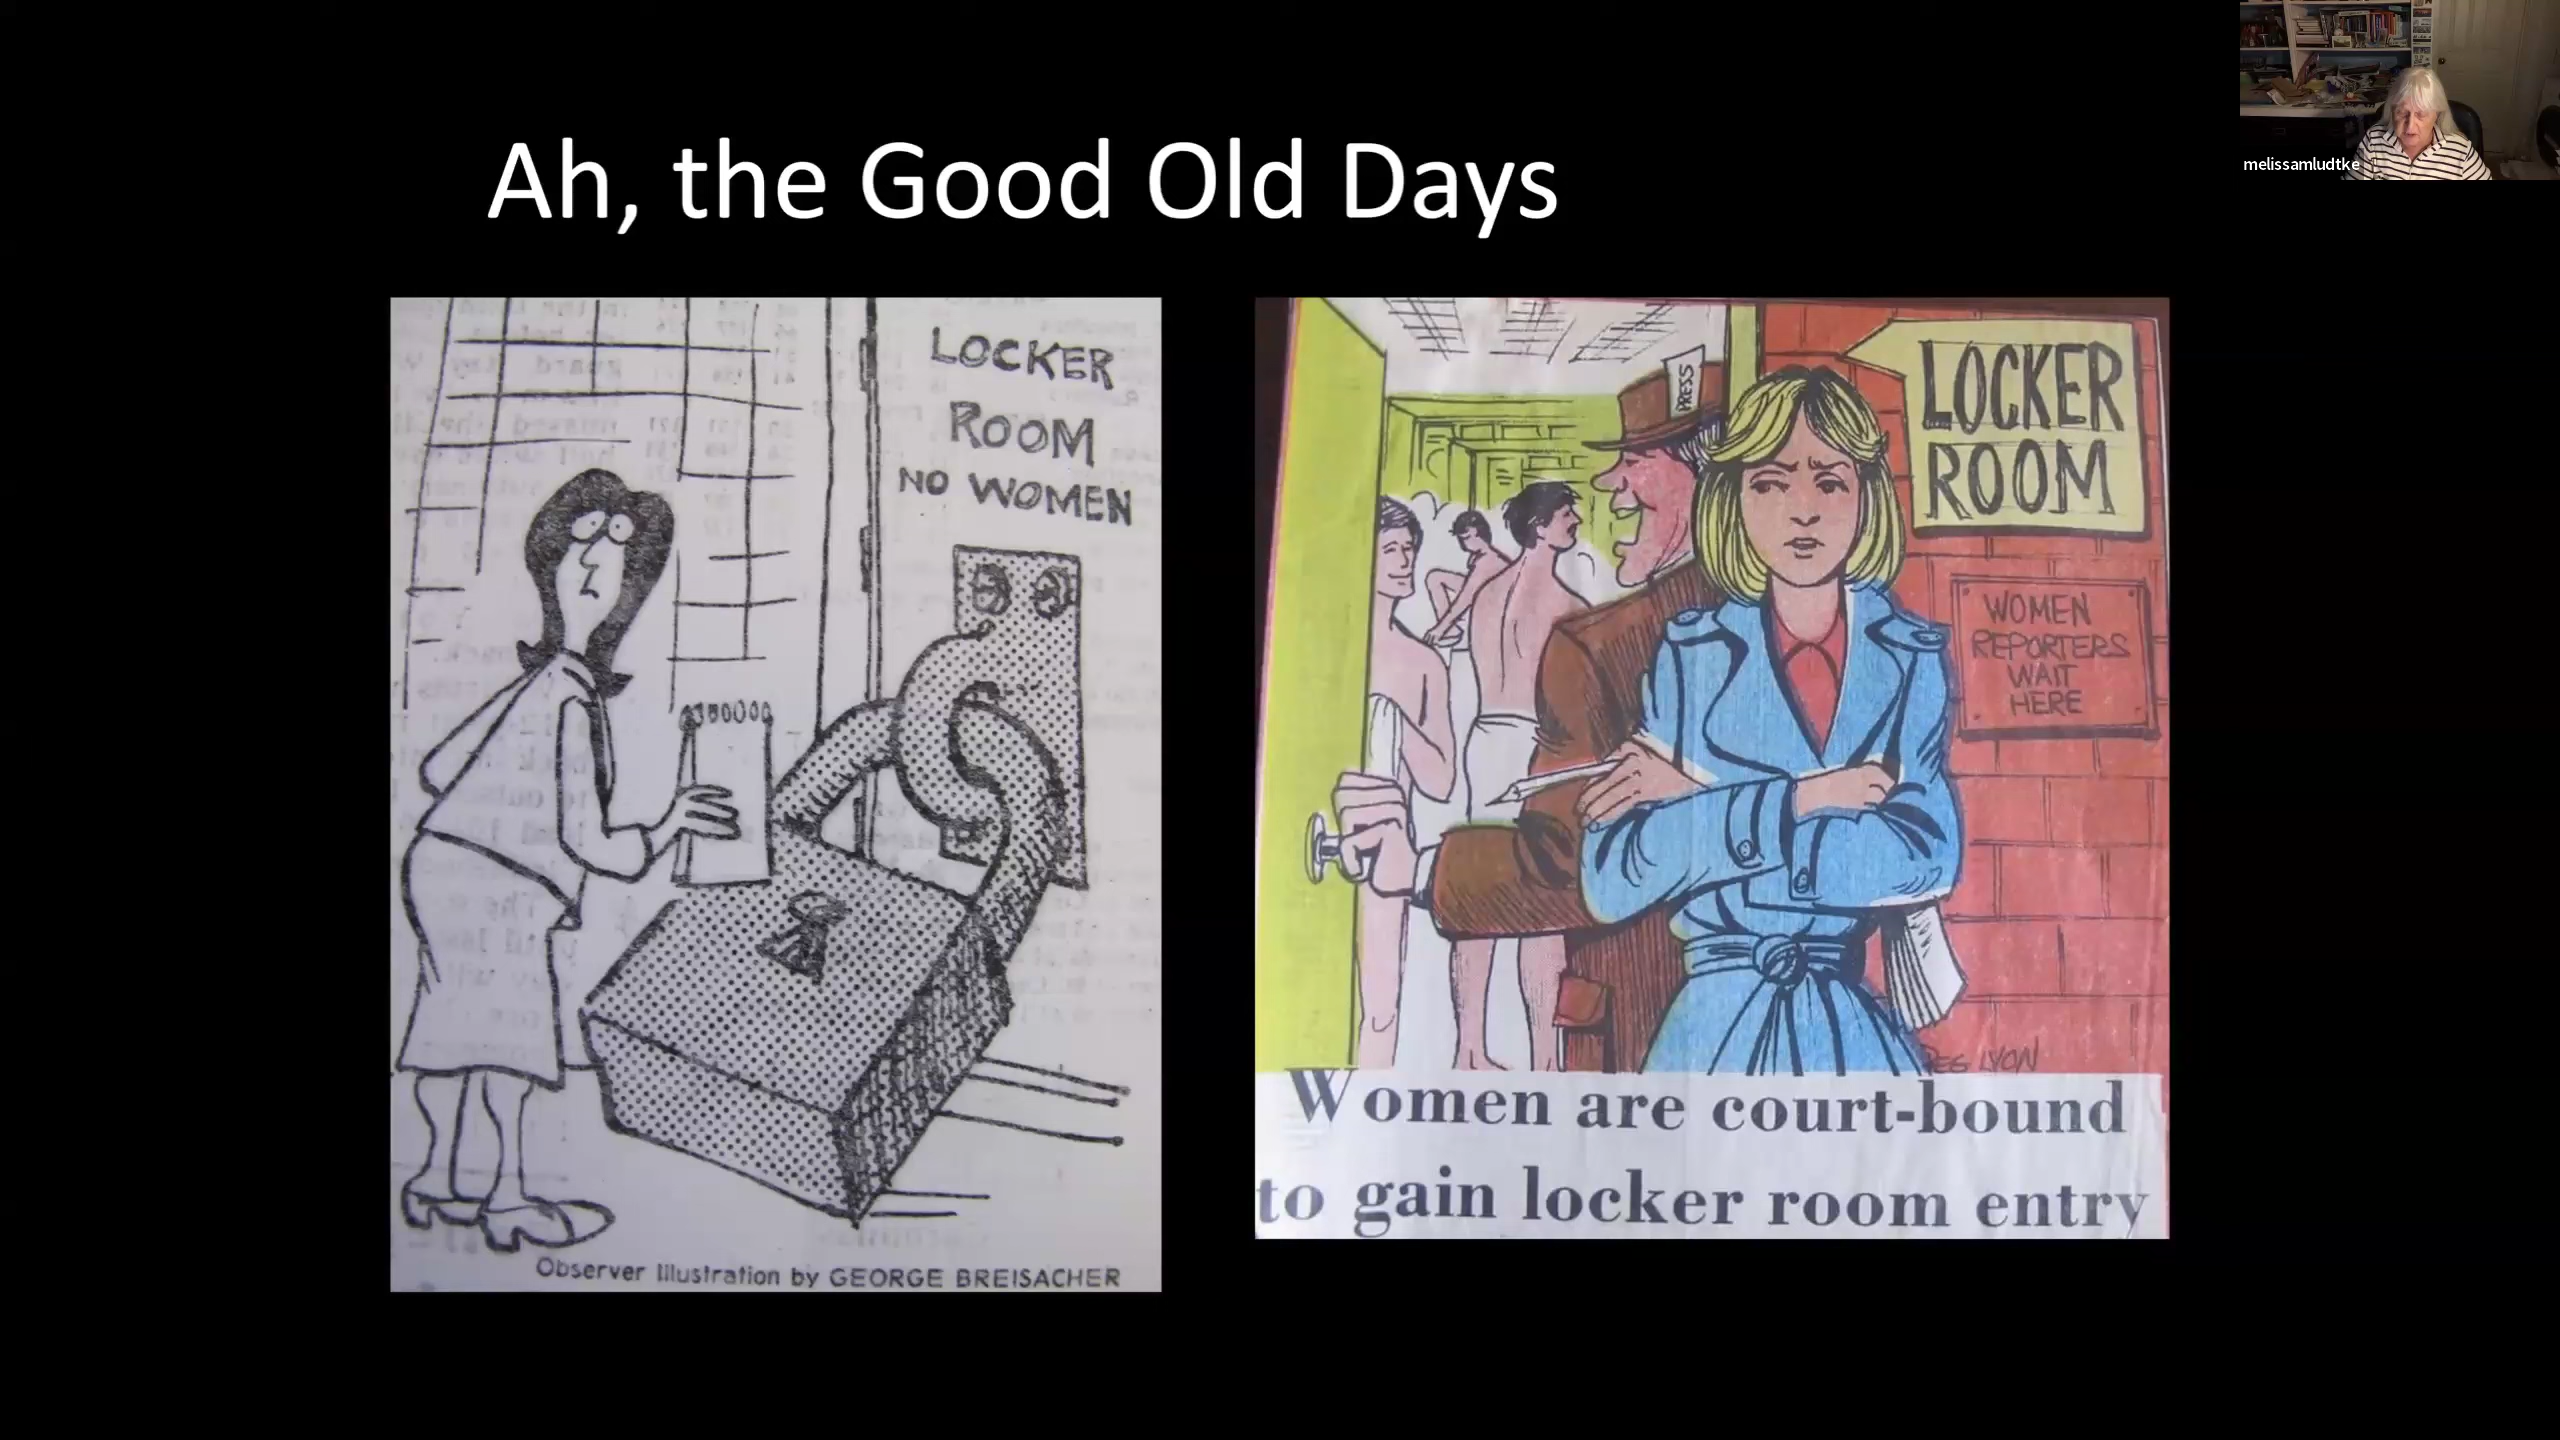 Ah, the Good Old Days
melissamludtke
LOCKER
ROOM
NO WOMEN
Observer Illustration by GEORGE BREISACHER
PRESS
LOCKER
ROOM
WOMEN
REPORTERS
WAIT
HERE
LYON
Women are court-bound
to gain locker room entry